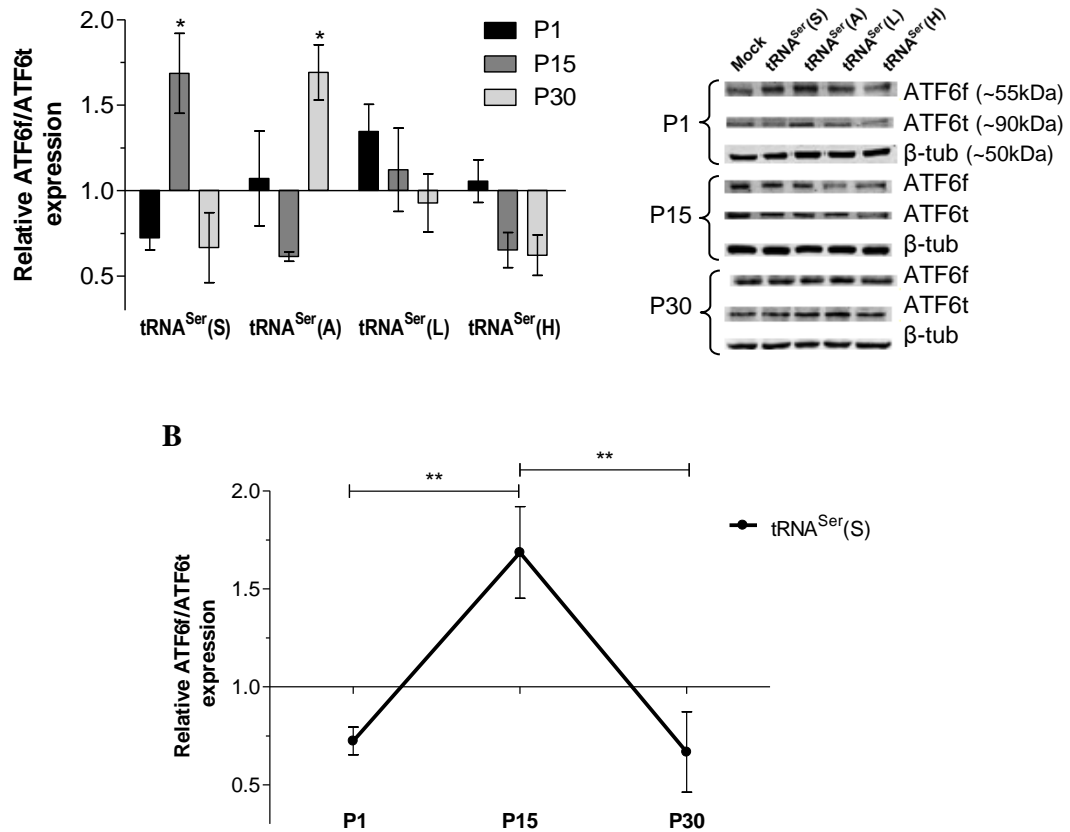 Relative ATF6f/ATF6t
expression
2.0
1.5
1.0
0.5
*
*
P1
P15
P30
tRNA^Ser(S)
tRNA^Ser(A)
tRNA^Ser(L)
tRNA^Ser(H)
Mock
tRNA^Ser(S)
tRNA^Ser(A)
tRNA^Ser(L)
tRNA^Ser(H)
P1
ATF6f (~55kDa)
ATF6t (~90kDa)
β-tub (~50kDa)
P15
ATF6f
ATF6t
β-tub
P30
ATF6f
ATF6t
β-tub
B
Relative ATF6f/ATF6t
expression
2.0
1.5
1.0
0.5
**
**
tRNA^Ser(S)
P1
P15
P30